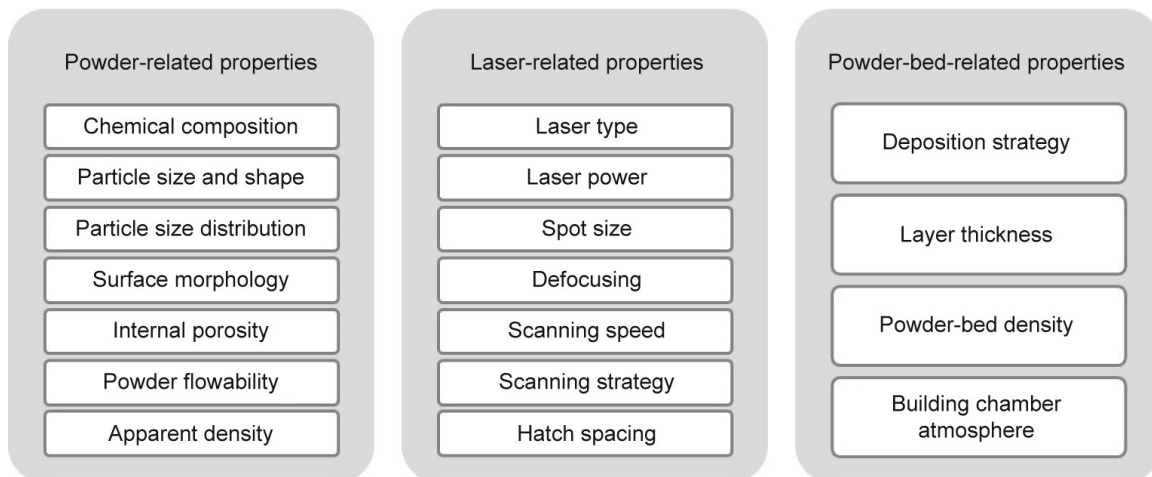 Powder-related properties
Chemical composition
Particle size and shape
Particle size distribution
Surface morphology
Internal porosity
Powder flowability
Apparent density
Laser-related properties
Laser type
Laser power
Spot size
Defocusing
Scanning speed
Scanning strategy
Hatch spacing
Powder-bed-related properties
Deposition strategy
Layer thickness
Powder-bed density
Building chamber
atmosphere